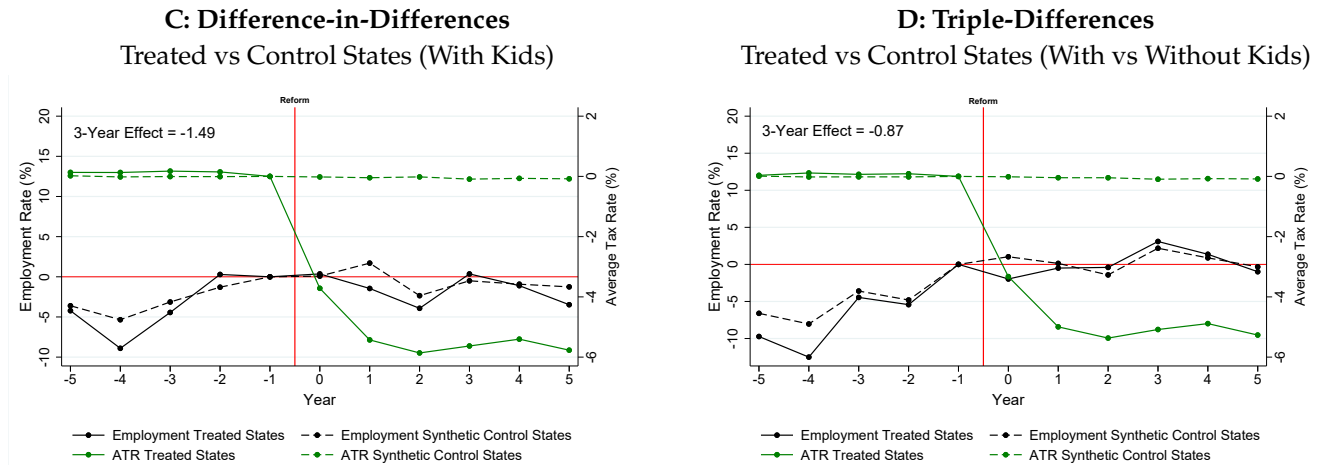 C: Difference-in-Differences
Treated vs Control States (With Kids)
Reform
3-Year Effect = -1.49
Employment Rate (%)
20
15
10
5
0
-5
-10
Average Tax Rate (%)
2
0
-2
-4
-6
-5 -4 -3 -2 -1 0 1 2 3 4 5
Year
Employment Treated States
Employment Synthetic Control States
ATR Treated States
ATR Synthetic Control States
D: Triple-Differences
Treated vs Control States (With vs Without Kids)
Reform
3-Year Effect = -0.87
Employment Rate (%)
20
15
10
5
0
-5
-10
Average Tax Rate (%)
2
0
-2
-4
-6
-5 -4 -3 -2 -1 0 1 2 3 4 5
Year
Employment Treated States
Employment Synthetic Control States
ATR Treated States
ATR Synthetic Control States